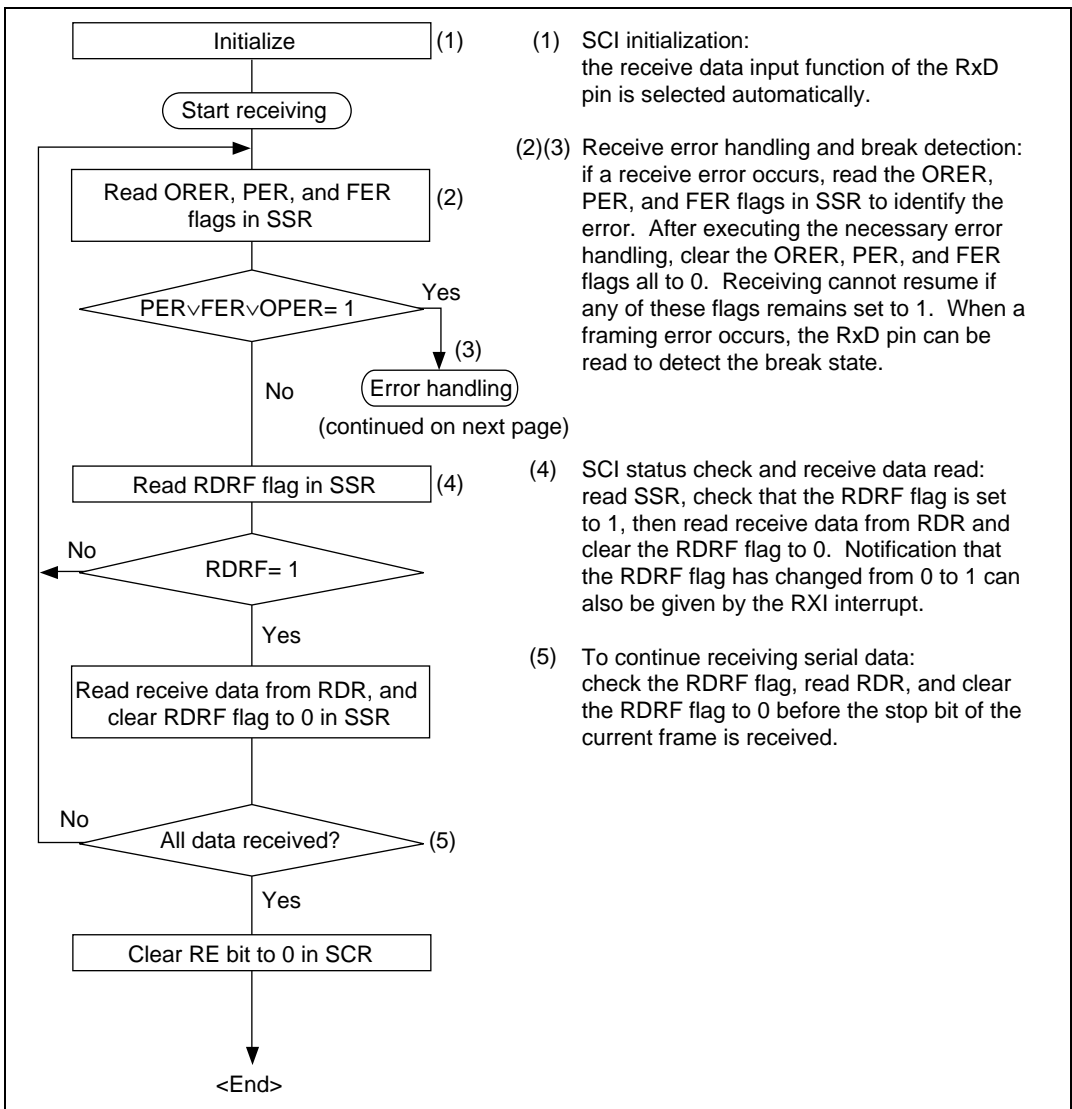 Initialize
(1)
Start receiving
Read ORER, PER, and FER
flags in SSR
(2)
PER∨FER∨OPER= 1
Yes
(3)
Error handling
(continued on next page)
No
Read RDRF flag in SSR
(4)
No
RDRF= 1
Yes
Read receive data from RDR, and
clear RDRF flag to 0 in SSR
No
All data received?
(5)
Yes
Clear RE bit to 0 in SCR
<End>
(1) SCI initialization:
the receive data input function of the RxD
pin is selected automatically.
(2)(3) Receive error handling and break detection:
if a receive error occurs, read the ORER,
PER, and FER flags in SSR to identify the
error. After executing the necessary error
handling, clear the ORER, PER, and FER
flags all to 0. Receiving cannot resume if
any of these flags remains set to 1. When a
framing error occurs, the RxD pin can be
read to detect the break state.
(4) SCI status check and receive data read:
read SSR, check that the RDRF flag is set
to 1, then read receive data from RDR and
clear the RDRF flag to 0. Notification that
the RDRF flag has changed from 0 to 1 can
also be given by the RXI interrupt.
(5) To continue receiving serial data:
check the RDRF flag, read RDR, and clear
the RDRF flag to 0 before the stop bit of the
current frame is received.